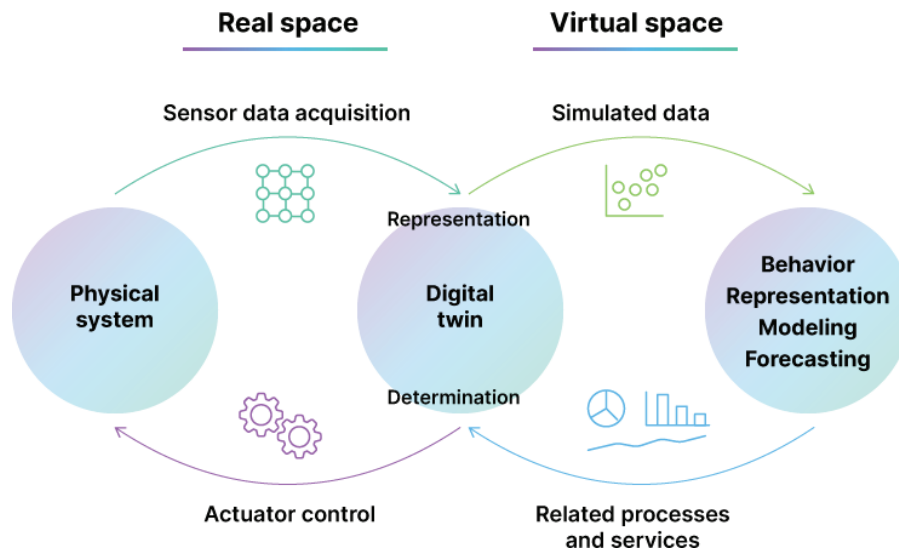 Real space
Virtual space
Sensor data acquisition
Simulated data
Representation
Physical
system
Digital
twin
Behavior
Representation
Modeling
Forecasting
Determination
Actuator control
Related processes
and services